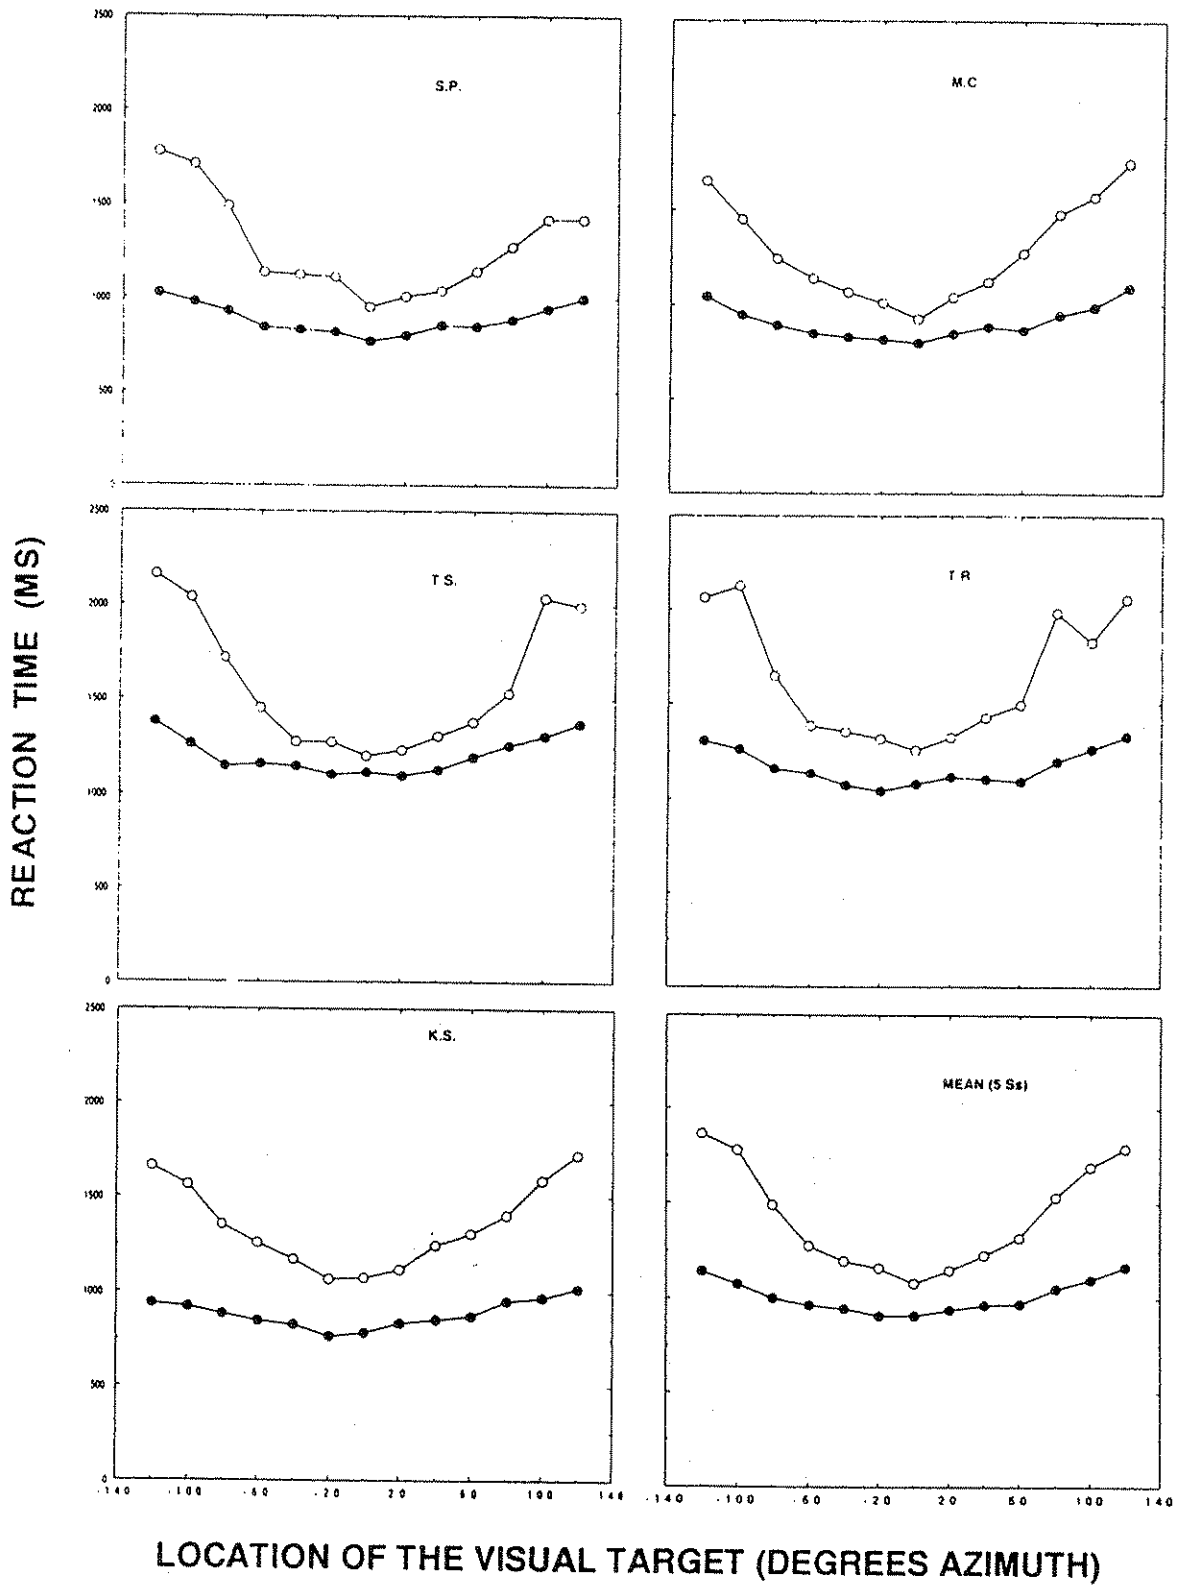 2500
S.P.
M.C
2000
1500
1000
500
0
2500
T S.
T R
2000
1500
1000
500
0
2500
K.S.
MEAN (5 Ss)
2000
1500
1000
500
0
-140 -100 -60 -20 20 60 100 140
-140 -100 -60 -20 20 60 100 140
REACTION TIME (MS)
LOCATION OF THE VISUAL TARGET (DEGREES AZIMUTH)